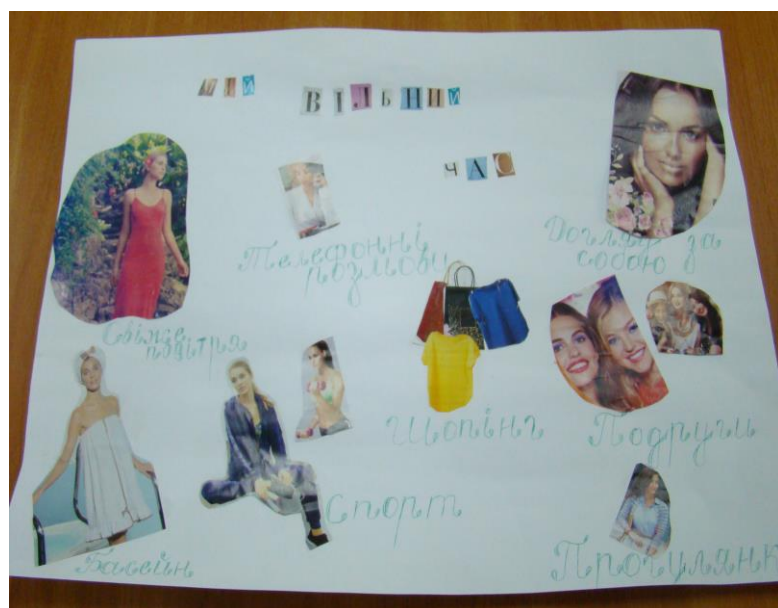 мій вільний
час
Телефонні
розмови
Догляд за
собою
Свіже
повітря
Шопінг
Подруги
Спорт
Басейн
Прогулянк